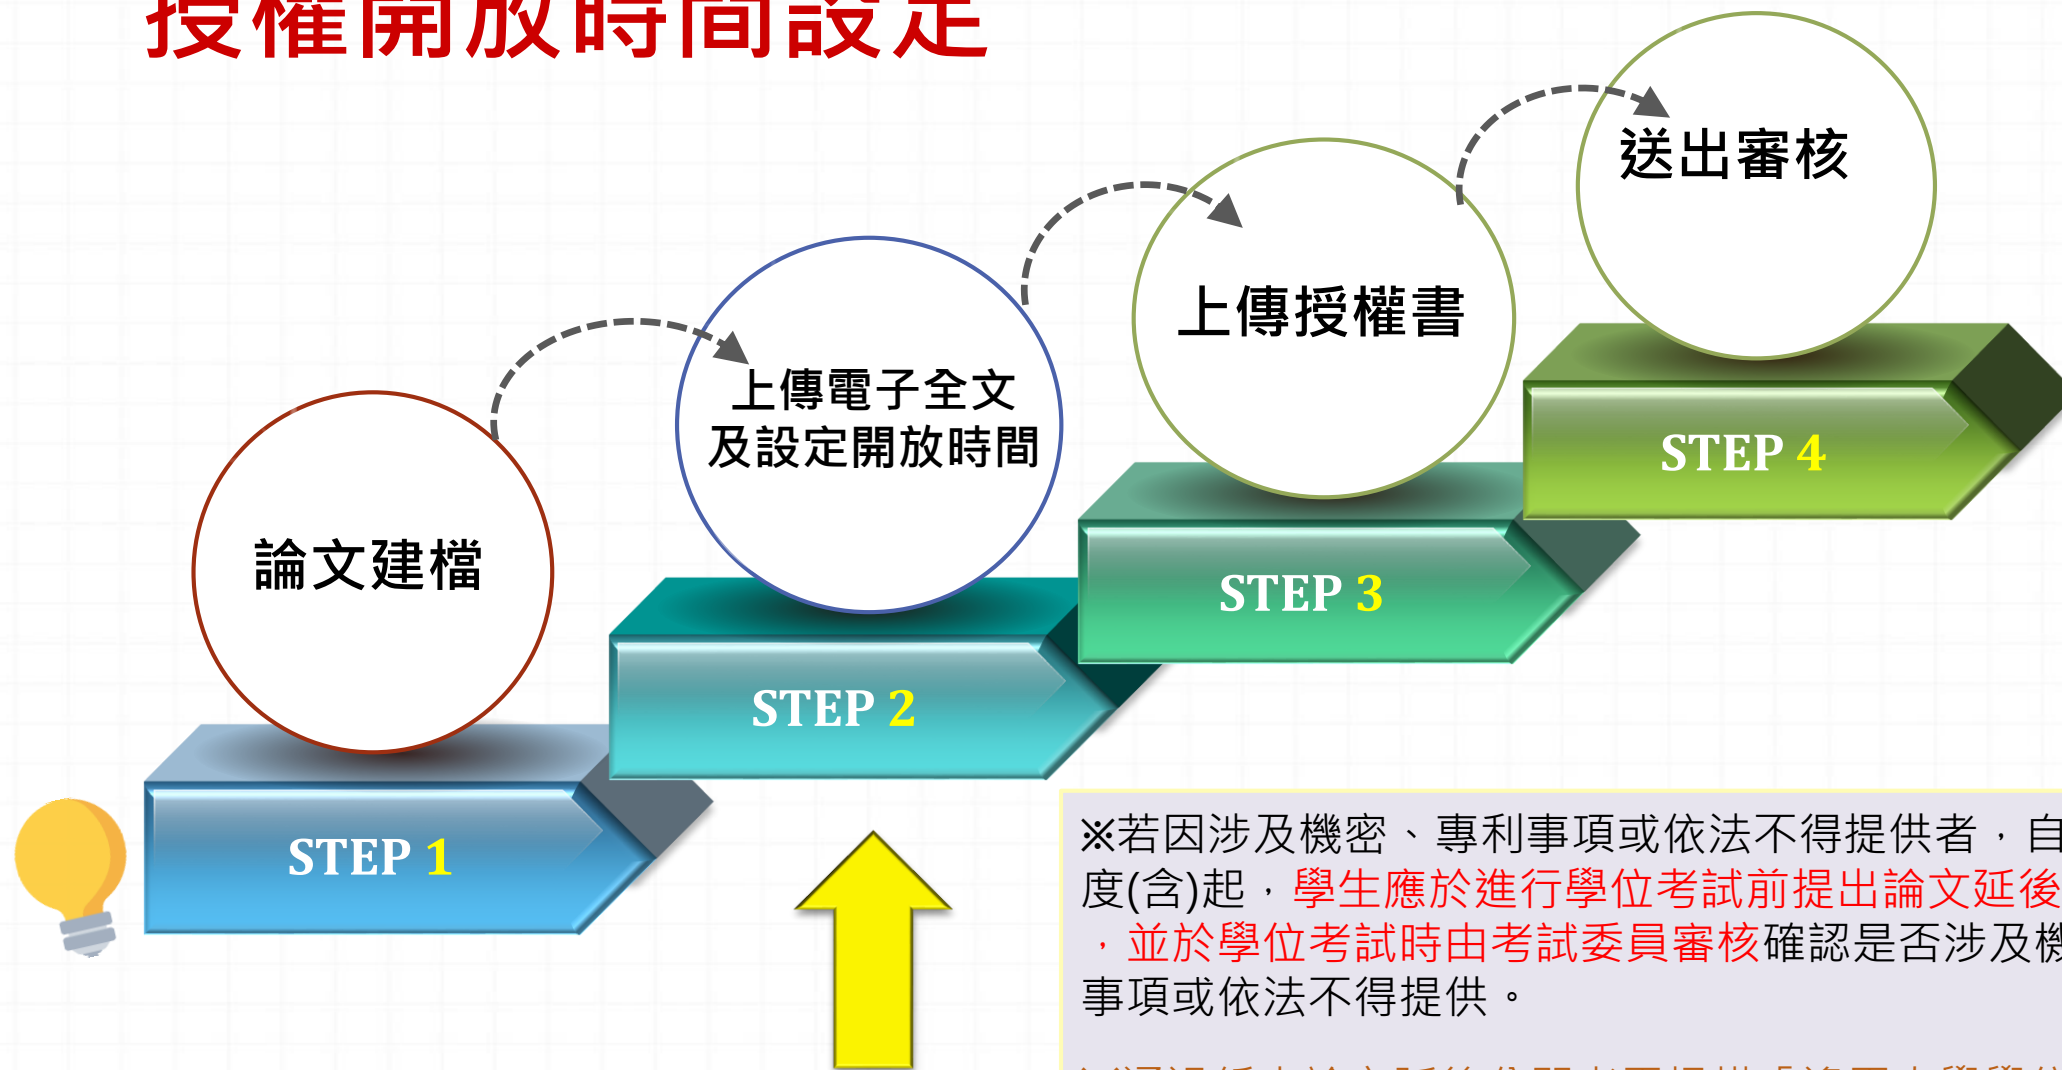 授權開放時間設定
送出審核
上傳授權書
上傳電子全文
及設定開放時間
論文建檔
STEP 4
STEP 3
STEP 2
STEP 1
※若因涉及機密、專利事項或依法不得提供者，自
度(含)起，學生應於進行學位考試前提出論文延後
，並於學位考試時由考試委員審核確認是否涉及機
事項或依法不得提供。